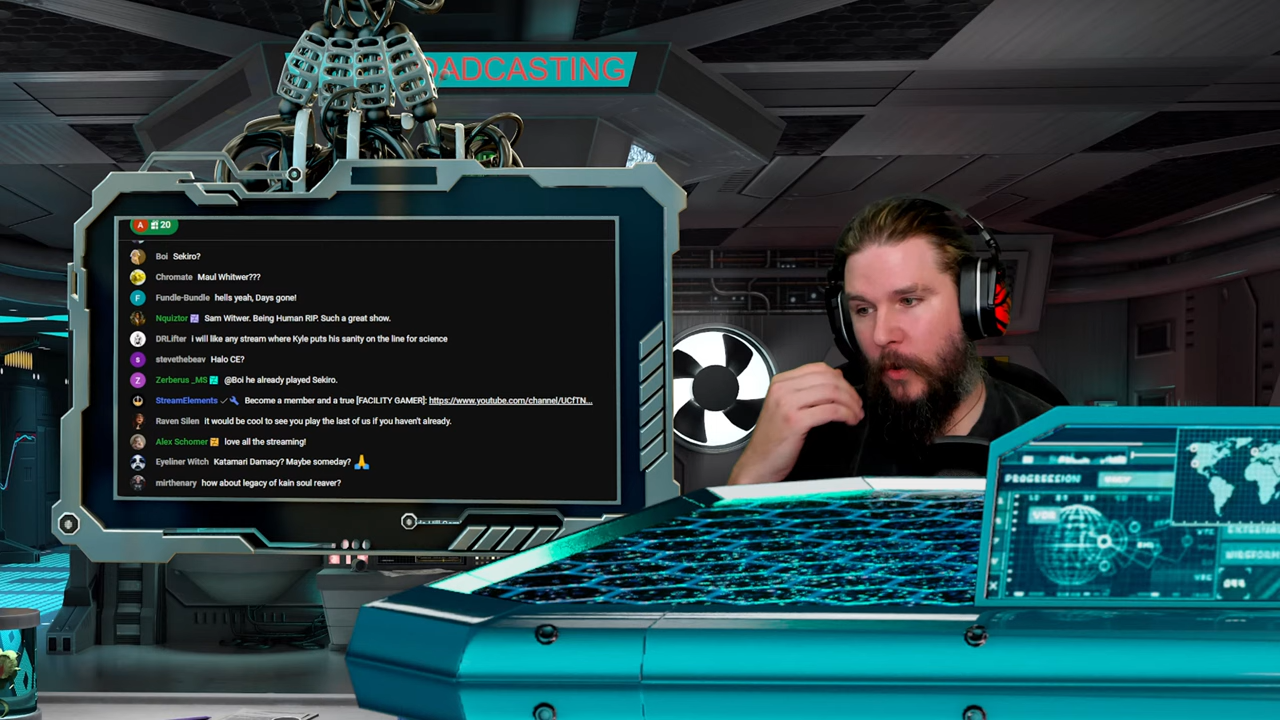 ADCASTING
A 20
Boi Sekiro?
Chromate Maul Whitwer???
F Fundle-Bundle hells yeah, Days gone!
Nquiztor Sam Witwer. Being Human RIP. Such a great show.
DRLifter i will like any stream where Kyle puts his sanity on the line for science
s stevethebeav Halo CE?
Z Zerberus _MS @Boi he already played Sekiro.
StreamElements Become a member and a true [FACILITY GAMER]: https://www.youtube.com/channel/UCfTN...
Raven Silen it would be cool to see you play the last of us if you haven't already.
Alex Schomer love all the streaming!
Eyeliner Witch Katamari Damacy? Maybe someday? 🙏
mirthenary how about legacy of kain soul reaver?
PROGRESSION